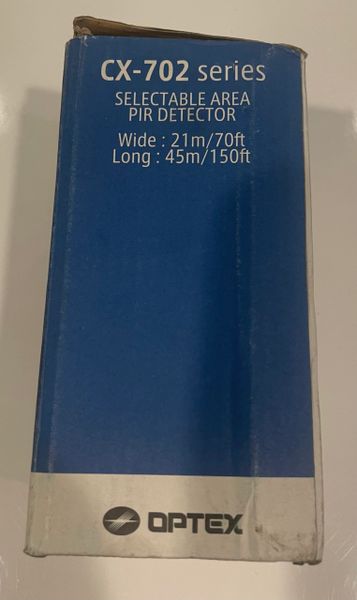 CX-702 series
SELECTABLE AREA
PIR DETECTOR
Wide : 21m/70ft
Long : 45m/150ft
OPTEX